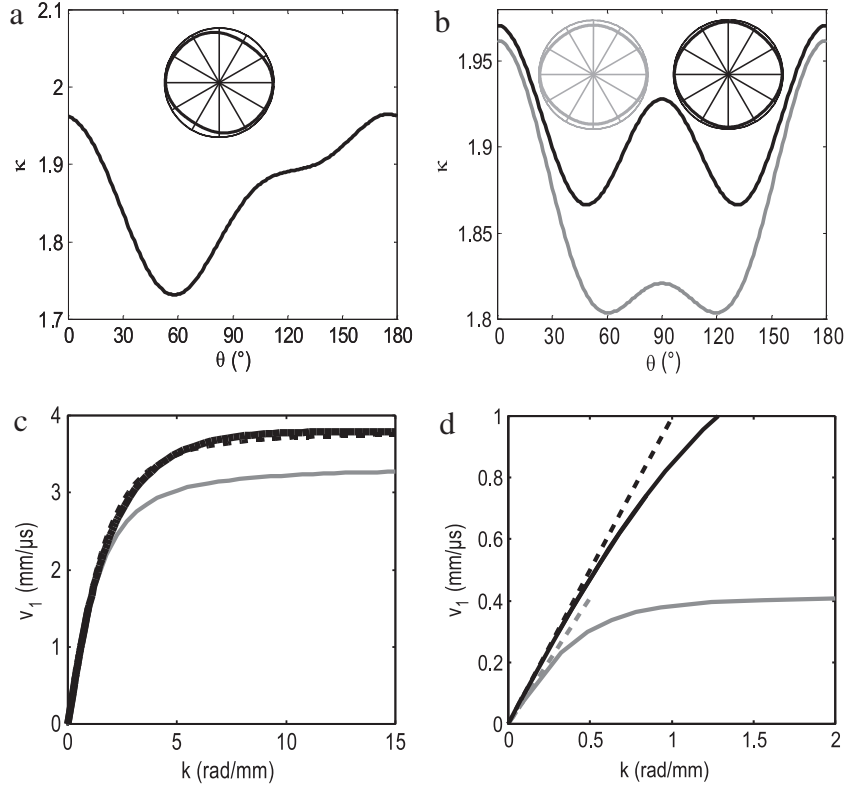 a
2.1
2
1.9
1.8
1.7
κ
0 30 60 90 120 150 180
θ (°)
b
1.95
1.9
1.85
1.8
κ
0 30 60 90 120 150 180
θ (°)
c
4
3
2
1
0
v1 (mm/µs)
0 5 10 15
k (rad/mm)
d
1
0.8
0.6
0.4
0.2
0
v1 (mm/µs)
0 0.5 1 1.5 2
k (rad/mm)